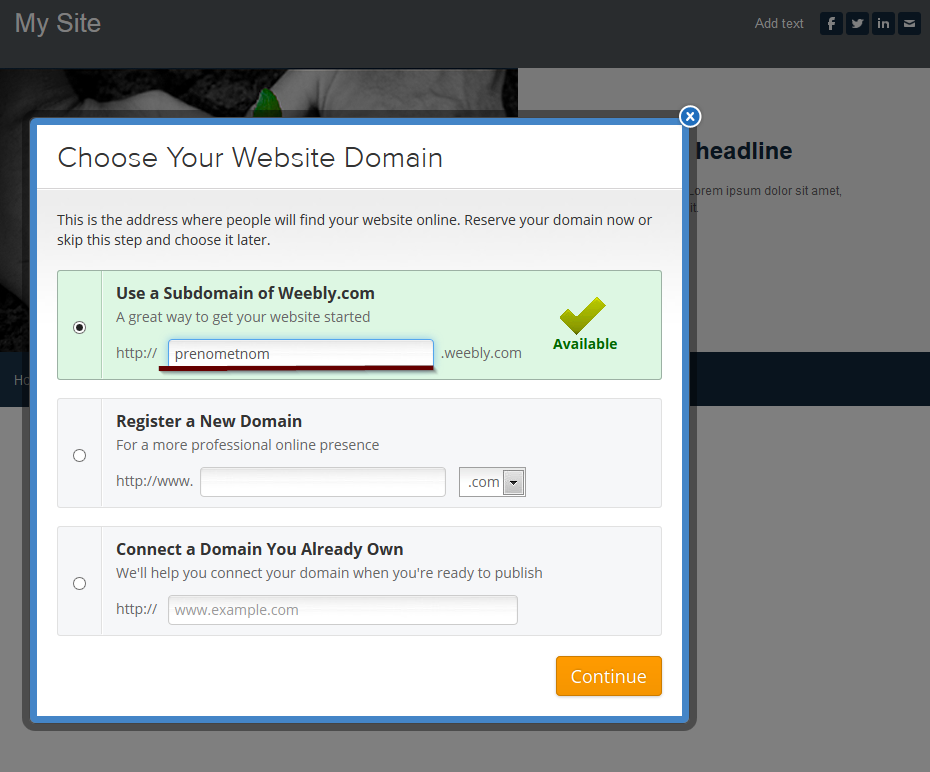 My Site
Add text
Choose Your Website Domain
headline
Lorem ipsum dolor sit amet,
it.
This is the address where people will find your website online. Reserve your domain now or
skip this step and choose it later.
Use a Subdomain of Weebly.com
A great way to get your website started
http:// prenometnom .weebly.com
Available
Ho
Register a New Domain
For a more professional online presence
http://www. .com
Connect a Domain You Already Own
We'll help you connect your domain when you're ready to publish
http:// www.example.com
Continue